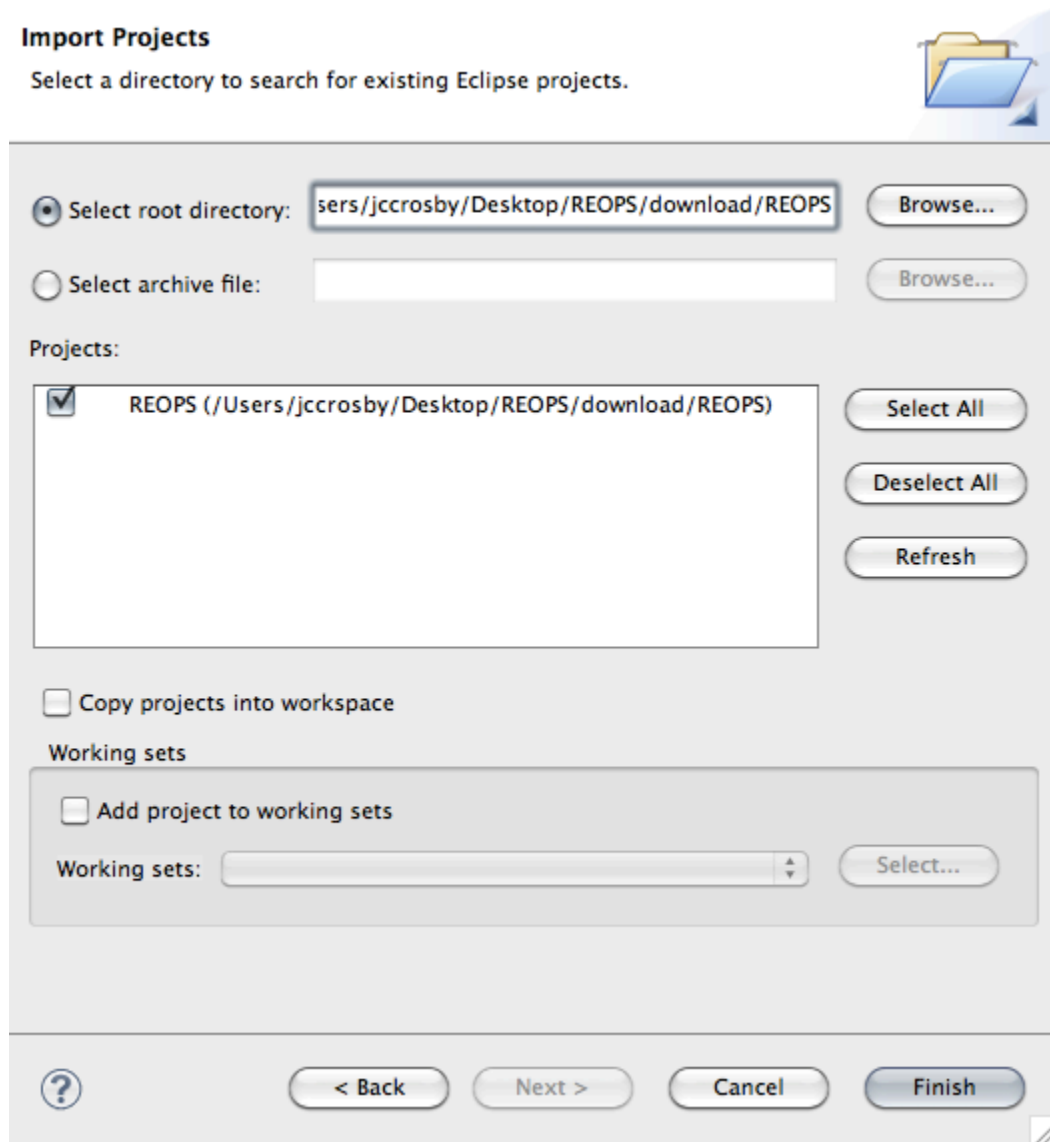 Import Projects
Select a directory to search for existing Eclipse projects.
Select root directory: sers/jccrosby/Desktop/REOPS/download/REOPS Browse...
Select archive file: Browse...
Projects:
REOPS (/Users/jccrosby/Desktop/REOPS/download/REOPS) Select All
Deselect All
Refresh
Copy projects into workspace
Working sets
Add project to working sets
Working sets: Select...
? < Back Next > Cancel Finish